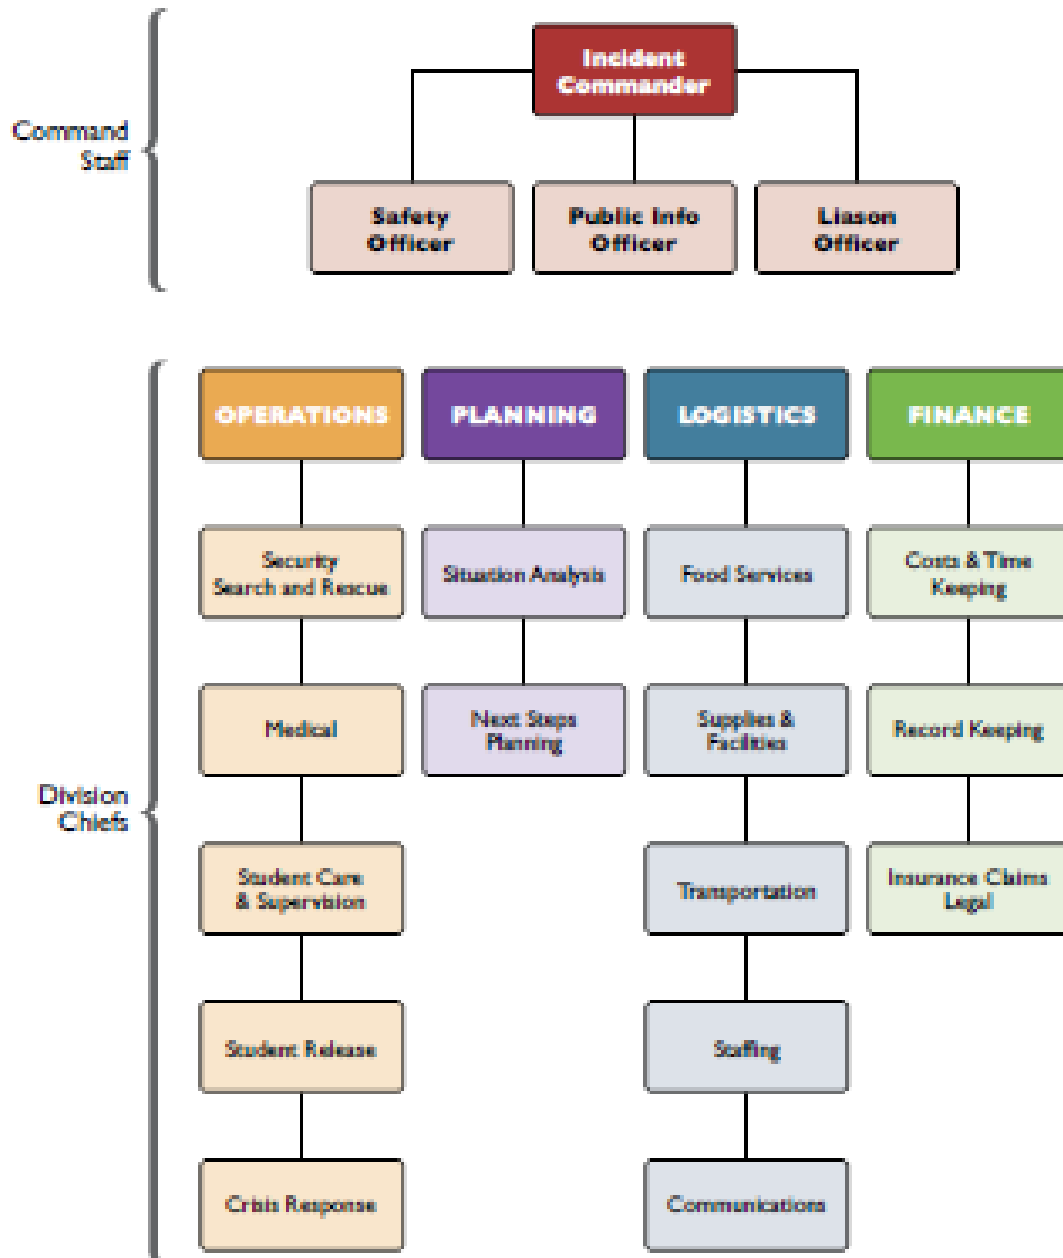 Command
Staff
Incident
Commander
Safety
Officer
Public Info
Officer
Liason
Officer
Division
Chiefs
OPERATIONS
Security
Search and Rescue
Medical
Student Care
& Supervision
Student Release
Crisis Response
PLANNING
Situation Analysis
Next Steps
Planning
LOGISTICS
Food Services
Supplies &
Facilities
Transportation
Staffing
Communications
FINANCE
Costs & Time
Keeping
Record Keeping
Insurance Claims
Legal